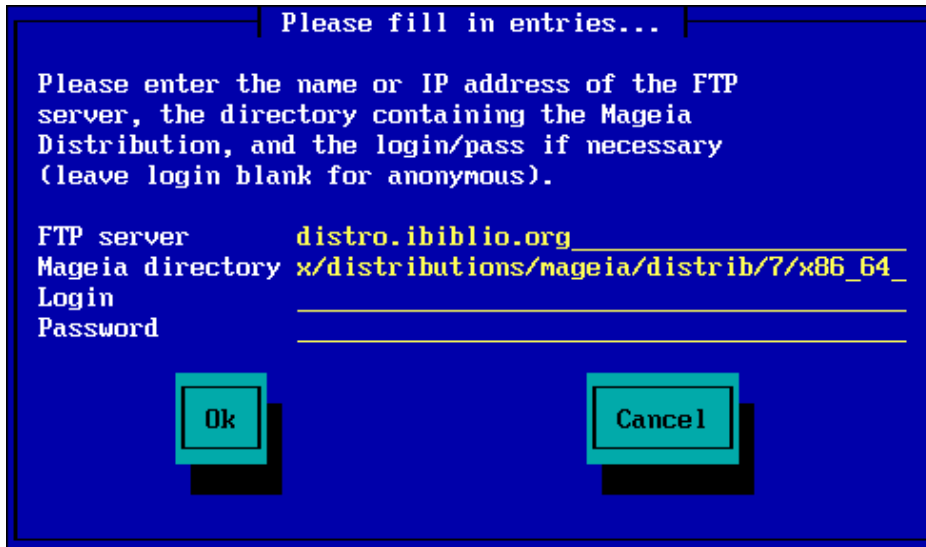 Please fill in entries...
Please enter the name or IP address of the FTP
server, the directory containing the Mageia
Distribution, and the login/pass if necessary
(leave login blank for anonymous).
FTP server distro.ibiblio.org
Mageia directory x/distributions/mageia/distrib/7/x86_64
Login
Password
Ok Cancel